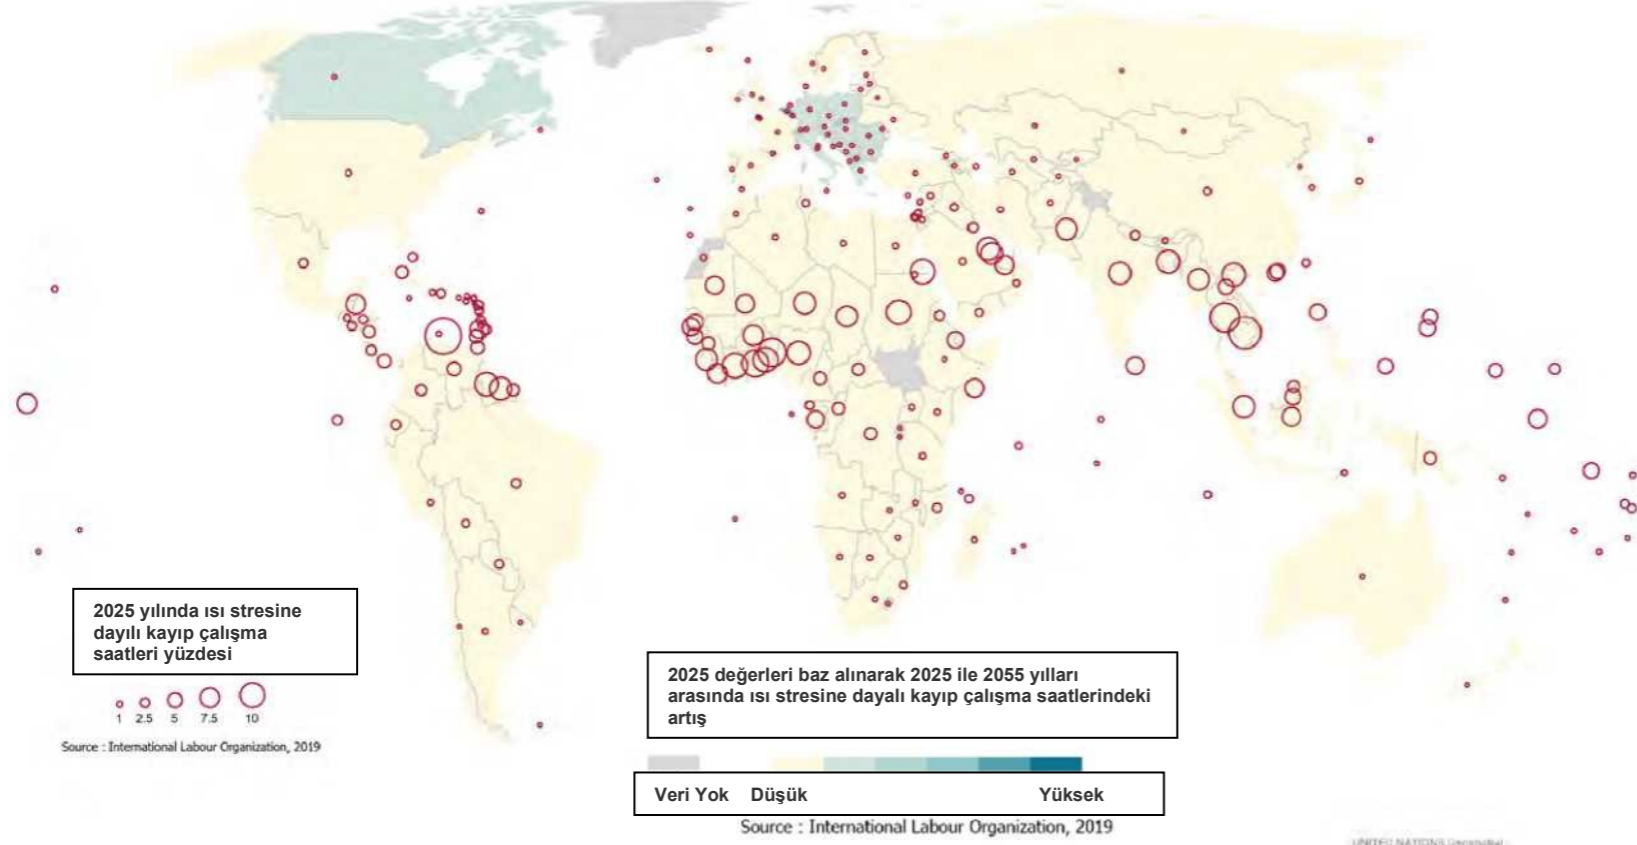 2025 yılında ısı stresine
dayılı kayıp çalışma
saatleri yüzdesi
1 2.5 5 7.5 10
Source : International Labour Organization, 2019
2025 değerleri baz alınarak 2025 ile 2055 yılları
arasında ısı stresine dayalı kayıp çalışma saatlerindeki
artış
Veri Yok Düşük Yüksek
Source : International Labour Organization, 2019
UNITED NATIONS